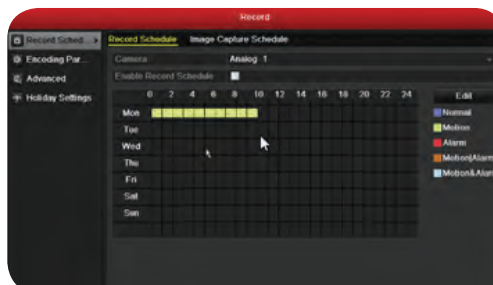 Record
Record Sched...
Encoding Par...
Advanced
Holiday Settings
Record Schedule Image Capture Schedule
Camera Analog 1
Enable Record Schedule
0 2 4 6 8 10 12 14 16 18 20 22 24
Edit
Mon
Tue
Wed
Thu
Fri
Sat
Sun
Normal
Motion
Alarm
Motion|Alarm
Motion&Alarm